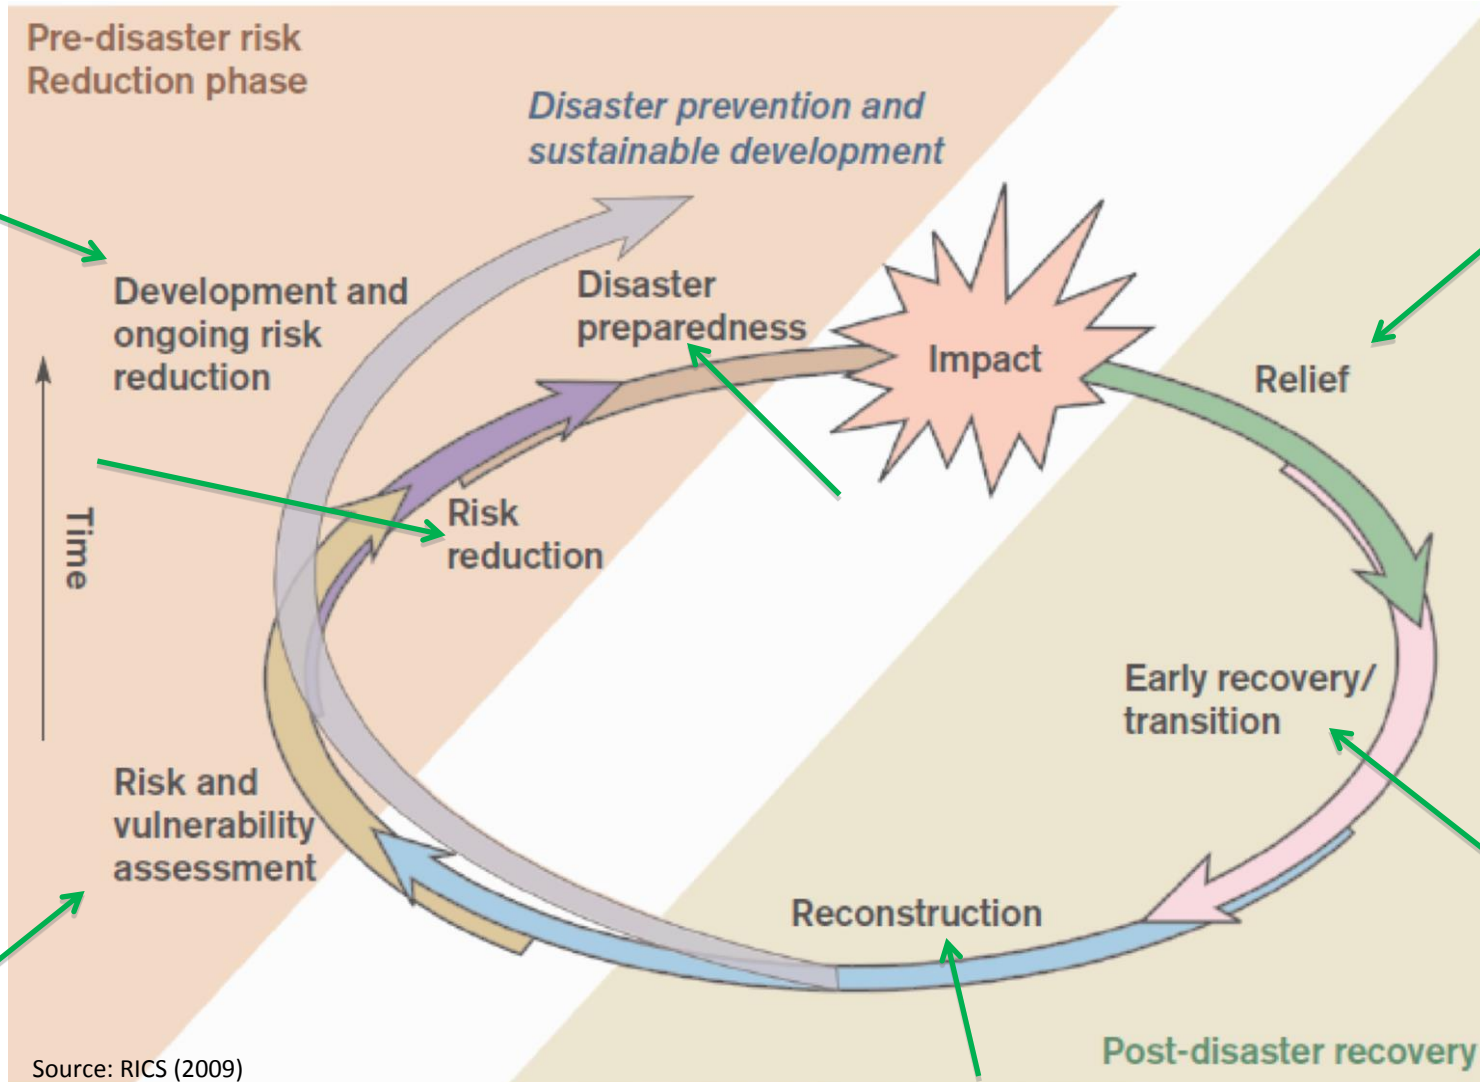 Pre-disaster risk
Reduction phase
Disaster prevention and
sustainable development
Development and
ongoing risk
reduction
Disaster
preparedness
Impact
Relief
Time
Risk
reduction
Early recovery/
transition
Risk and
vulnerability
assessment
Reconstruction
Post-disaster recovery
Source: RICS (2009)